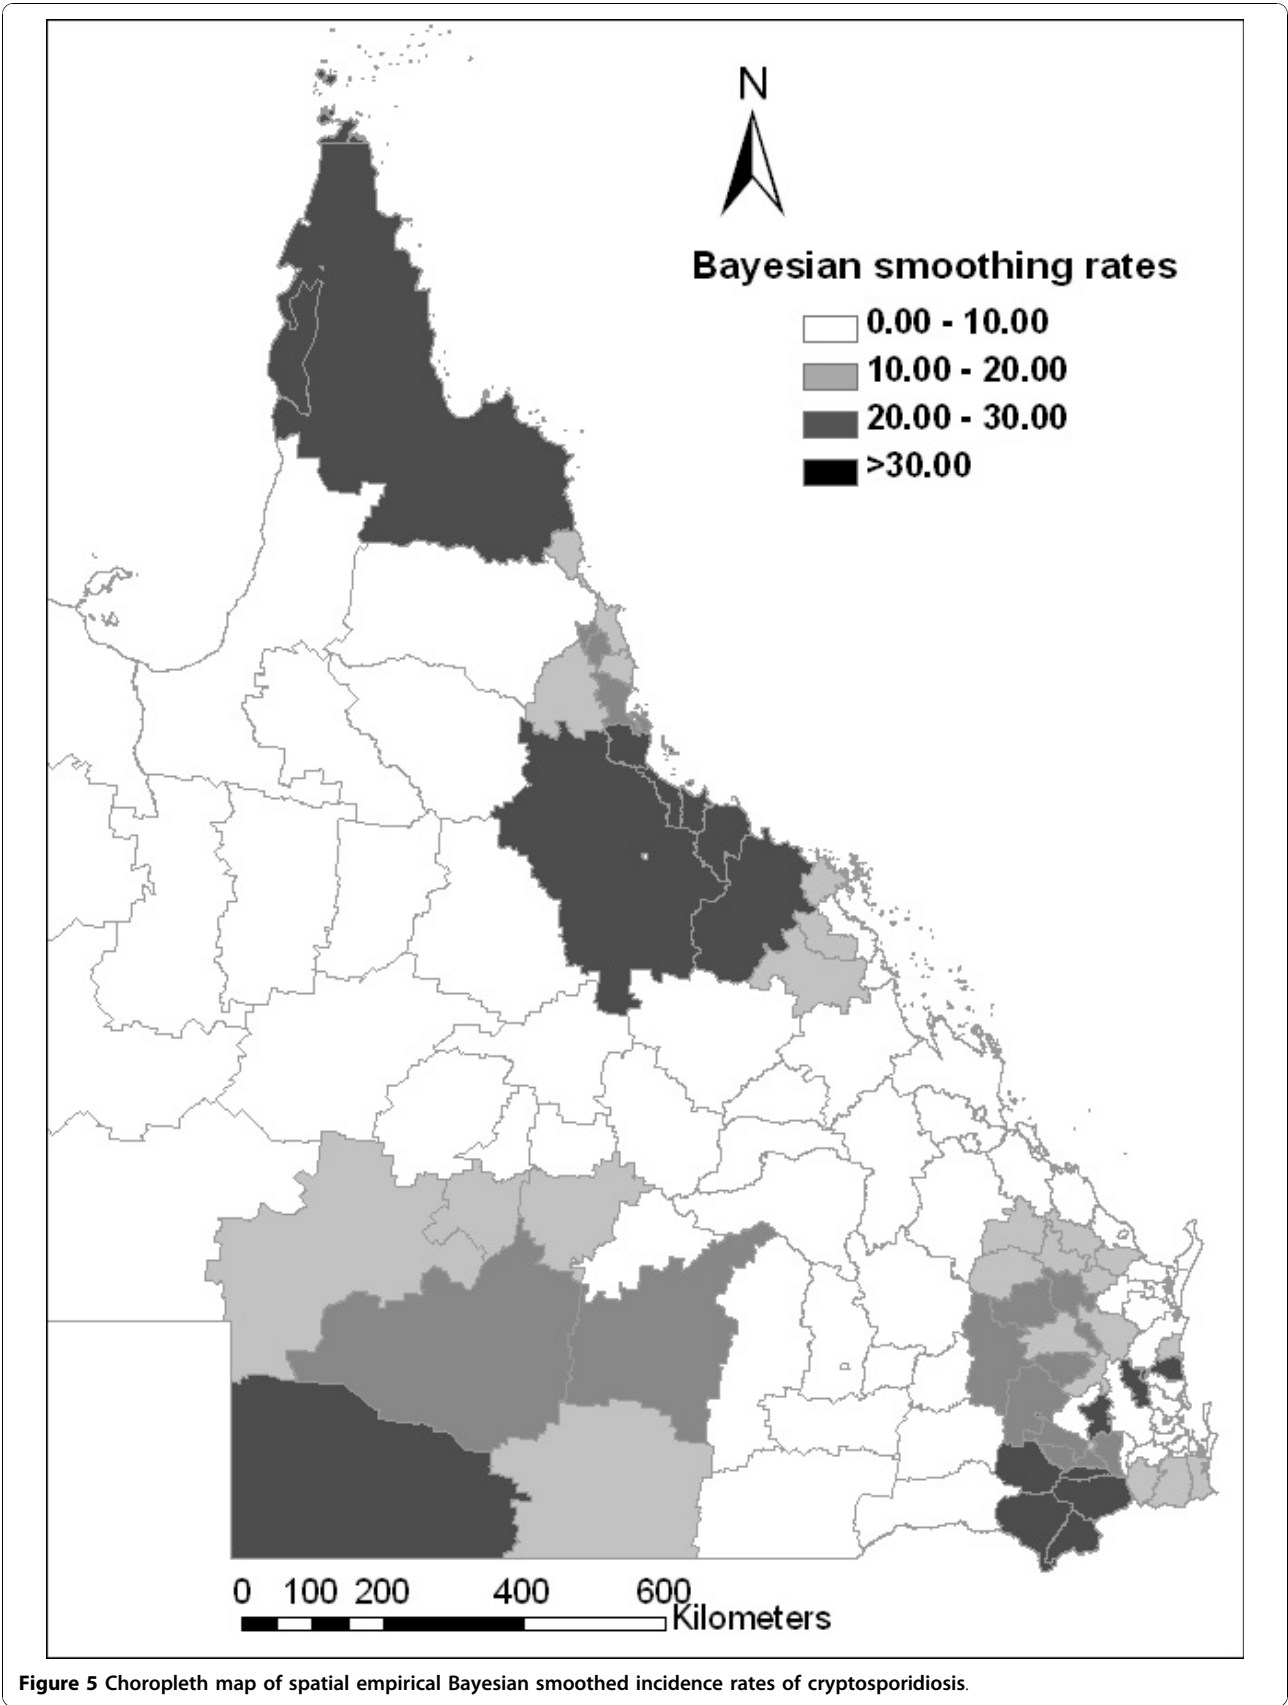 N
Bayesian smoothing rates
0.00 - 10.00
10.00 - 20.00
20.00 - 30.00
>30.00
0 100 200 400 600
Kilometers
Figure 5 Choropleth map of spatial empirical Bayesian smoothed incidence rates of cryptosporidiosis.